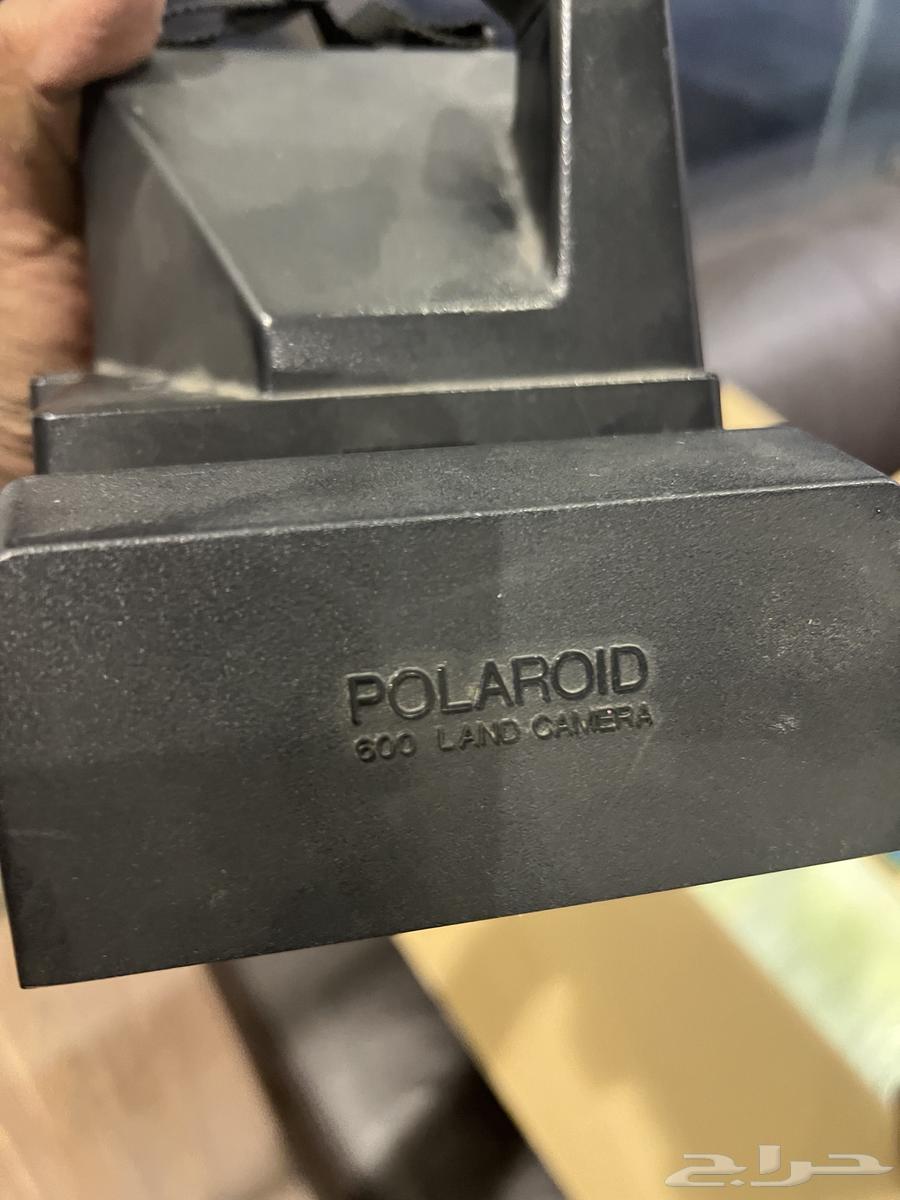 POLAROID
600 LAND CAMERA
حراج